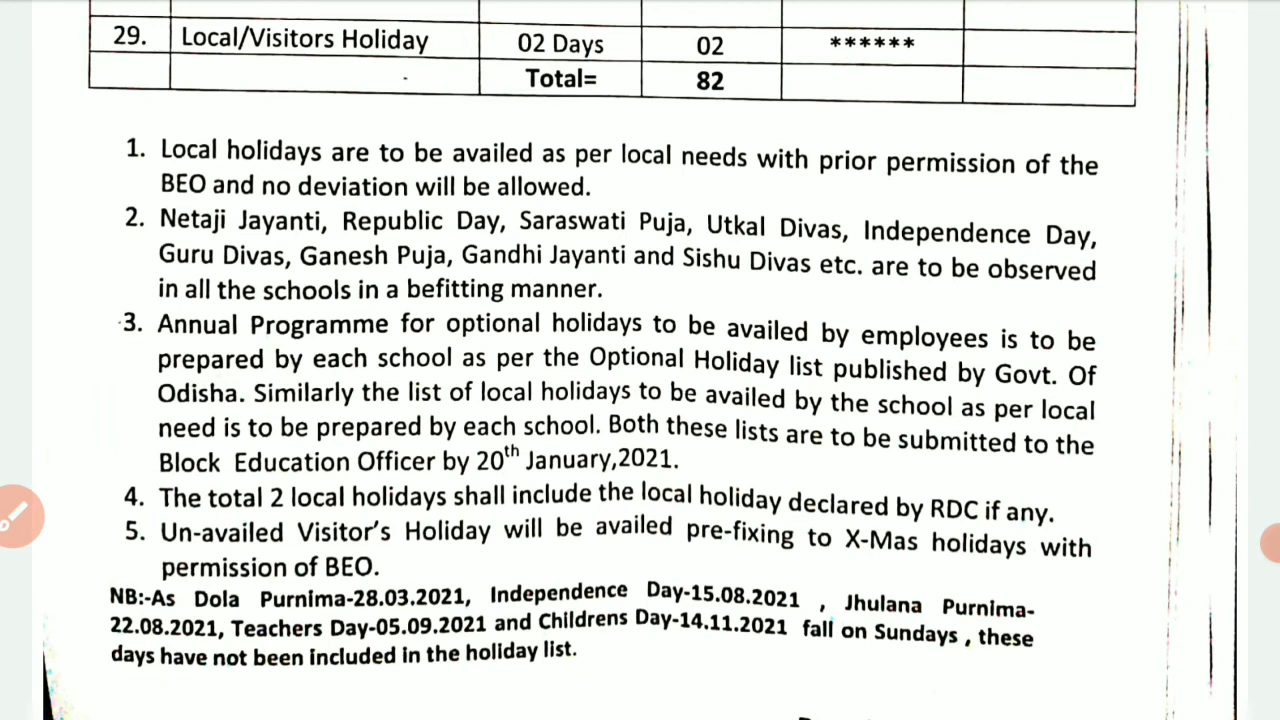 29. Local/Visitors Holiday 02 Days 02 ******
Total= 82
1. Local holidays are to be availed as per local needs with prior permission of the
BEO and no deviation will be allowed.
2. Netaji Jayanti, Republic Day, Saraswati Puja, Utkal Divas, Independence Day,
Guru Divas, Ganesh Puja, Gandhi Jayanti and Sishu Divas etc. are to be observed
in all the schools in a befitting manner.
3. Annual Programme for optional holidays to be availed by employees is to be
prepared by each school as per the Optional Holiday list published by Govt. Of
Odisha. Similarly the list of local holidays to be availed by the school as per local
need is to be prepared by each school. Both these lists are to be submitted to the
Block Education Officer by 20th January,2021.
4. The total 2 local holidays shall include the local holiday declared by RDC if any.
5. Un-availed Visitor's Holiday will be availed pre-fixing to X-Mas holidays with
permission of BEO.
NB:-As Dola Purnima-28.03.2021, Independence Day-15.08.2021 , Jhulana Purnima-
22.08.2021, Teachers Day-05.09.2021 and Childrens Day-14.11.2021 fall on Sundays , these
days have not been included in the holiday list.